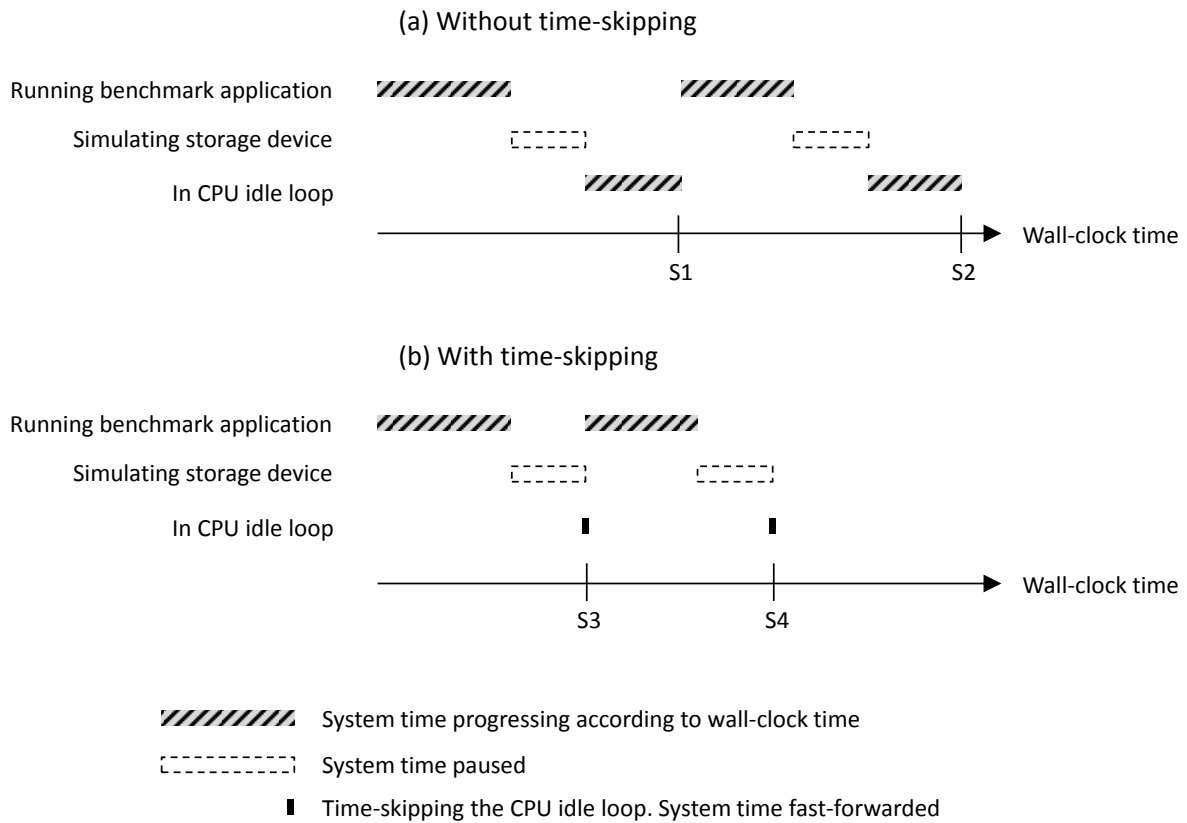 (a) Without time-skipping
Running benchmark application
Simulating storage device
In CPU idle loop
Wall-clock time
S1
S2
(b) With time-skipping
Running benchmark application
Simulating storage device
In CPU idle loop
Wall-clock time
S3
S4
System time progressing according to wall-clock time
System time paused
Time-skipping the CPU idle loop. System time fast-forwarded